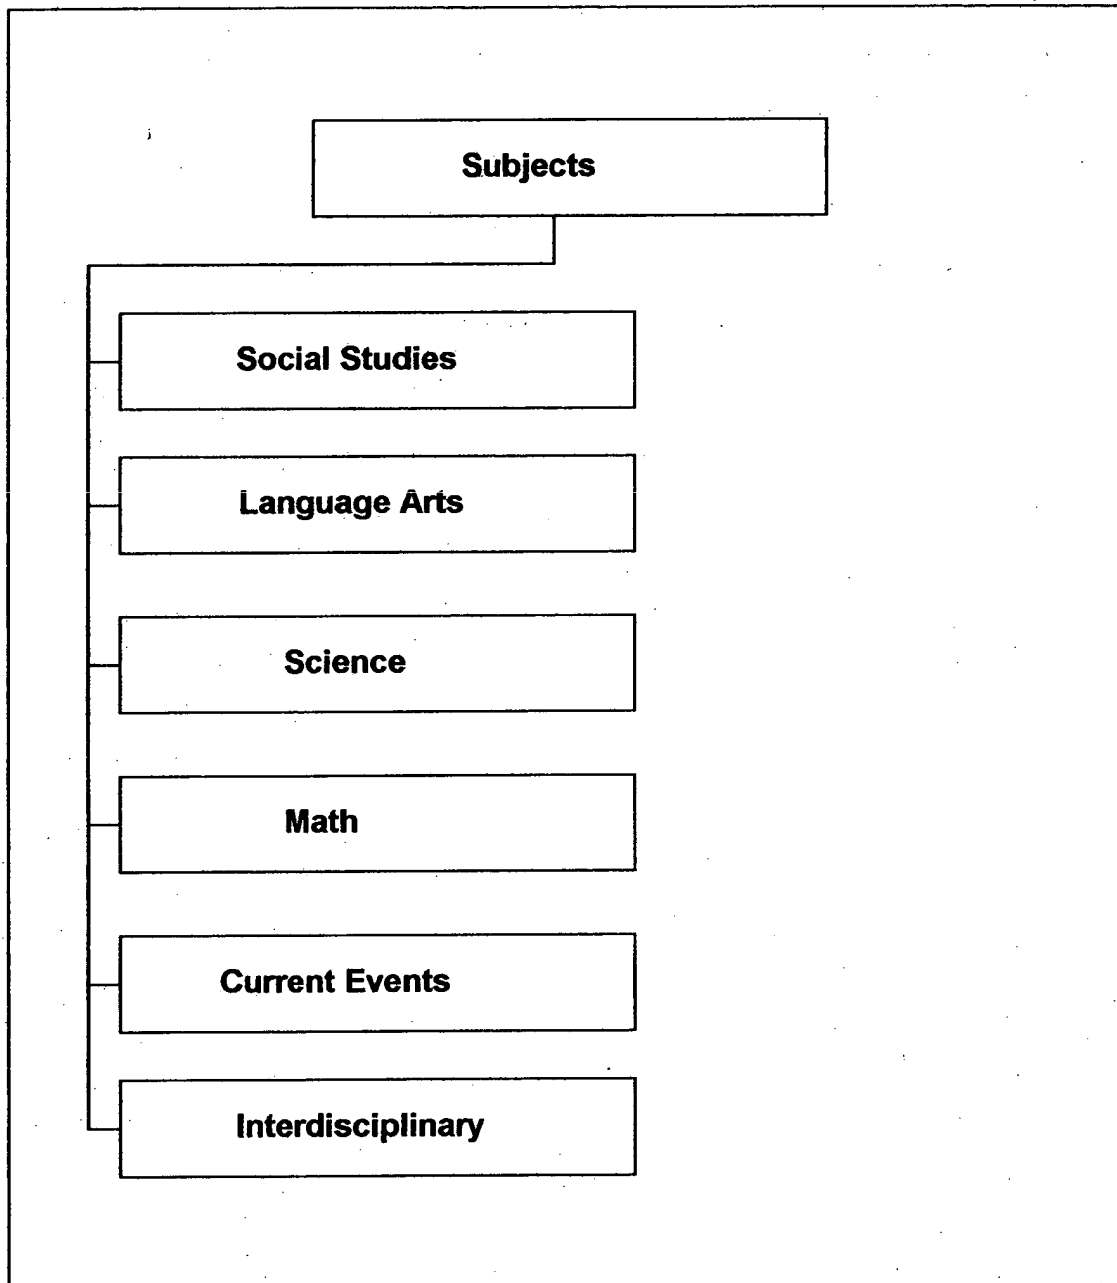 Subjects
Social Studies
Language Arts
Science
Math
Current Events
Interdisciplinary